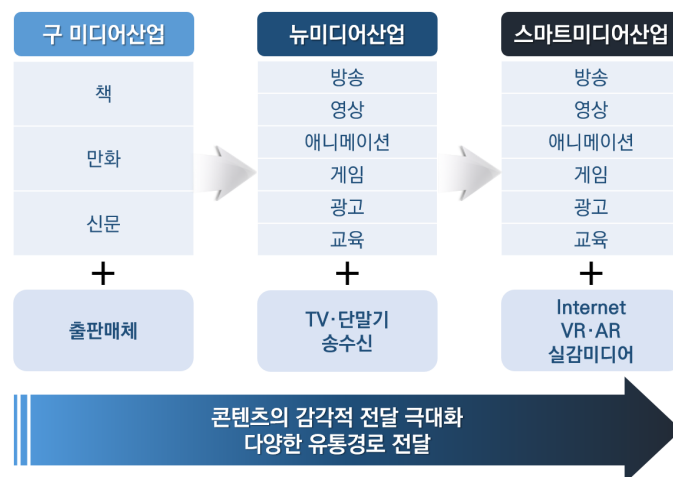 구 미디어산업
책
만화
신문
+
출판매체
뉴미디어산업
방송
영상
애니메이션
게임
광고
교육
+
TV·단말기
송수신
스마트미디어산업
방송
영상
애니메이션
게임
광고
교육
+
Internet
VR·AR
실감미디어
콘텐츠의 감각적 전달 극대화
다양한 유통경로 전달